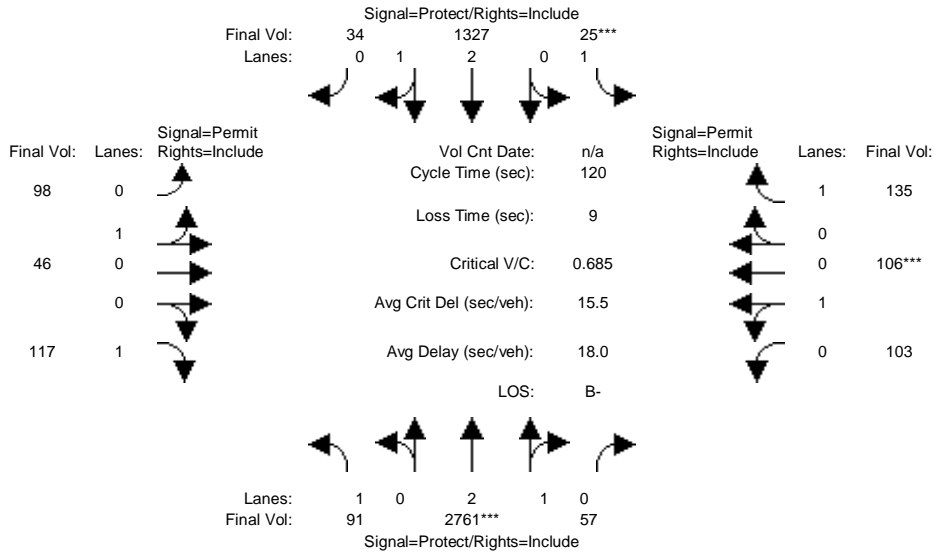 Signal=Protect/Rights=Include
Final Vol: 34 1327 25***
Lanes: 0 1 2 0 1
Signal=Permit Signal=Permit
Final Vol: Lanes: Rights=Include Vol Cnt Date: n/a Rights=Include Lanes: Final Vol:
Cycle Time (sec): 120
98 0 1 135
Loss Time (sec): 9
1 0
46 0 Critical V/C: 0.685 0 106***
0 Avg Crit Del (sec/veh): 15.5 1
117 1 Avg Delay (sec/veh): 18.0 0 103
LOS: B-
Lanes: 1 0 2 1 0
Final Vol: 91 2761*** 57
Signal=Protect/Rights=Include